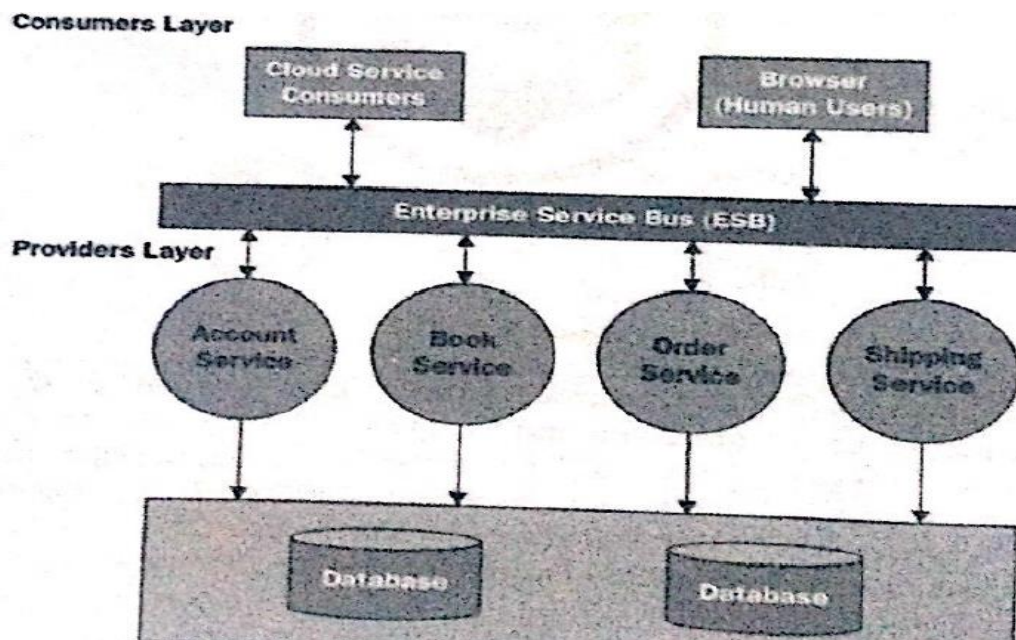 Consumers Layer
Cloud Service
Consumers
Browser
(Human Users)
Enterprise Service Bus (ESB)
Providers Layer
Account
Service
Book
Service
Order
Service
Shipping
Service
Database
Database